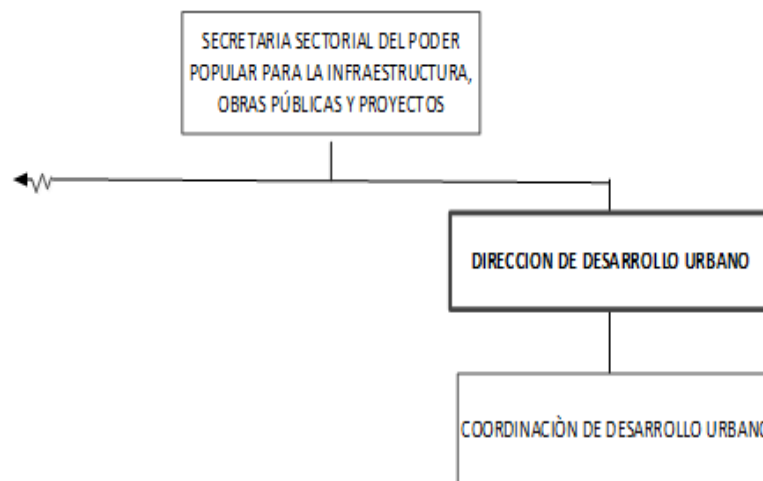 SECRETARIA SECTORIAL DEL PODER
POPULAR PARA LA INFRAESTRUCTURA,
OBRAS PÚBLICAS Y PROYECTOS
DIRECCION DE DESARROLLO URBANO
COORDINACIÒN DE DESARROLLO URBANO